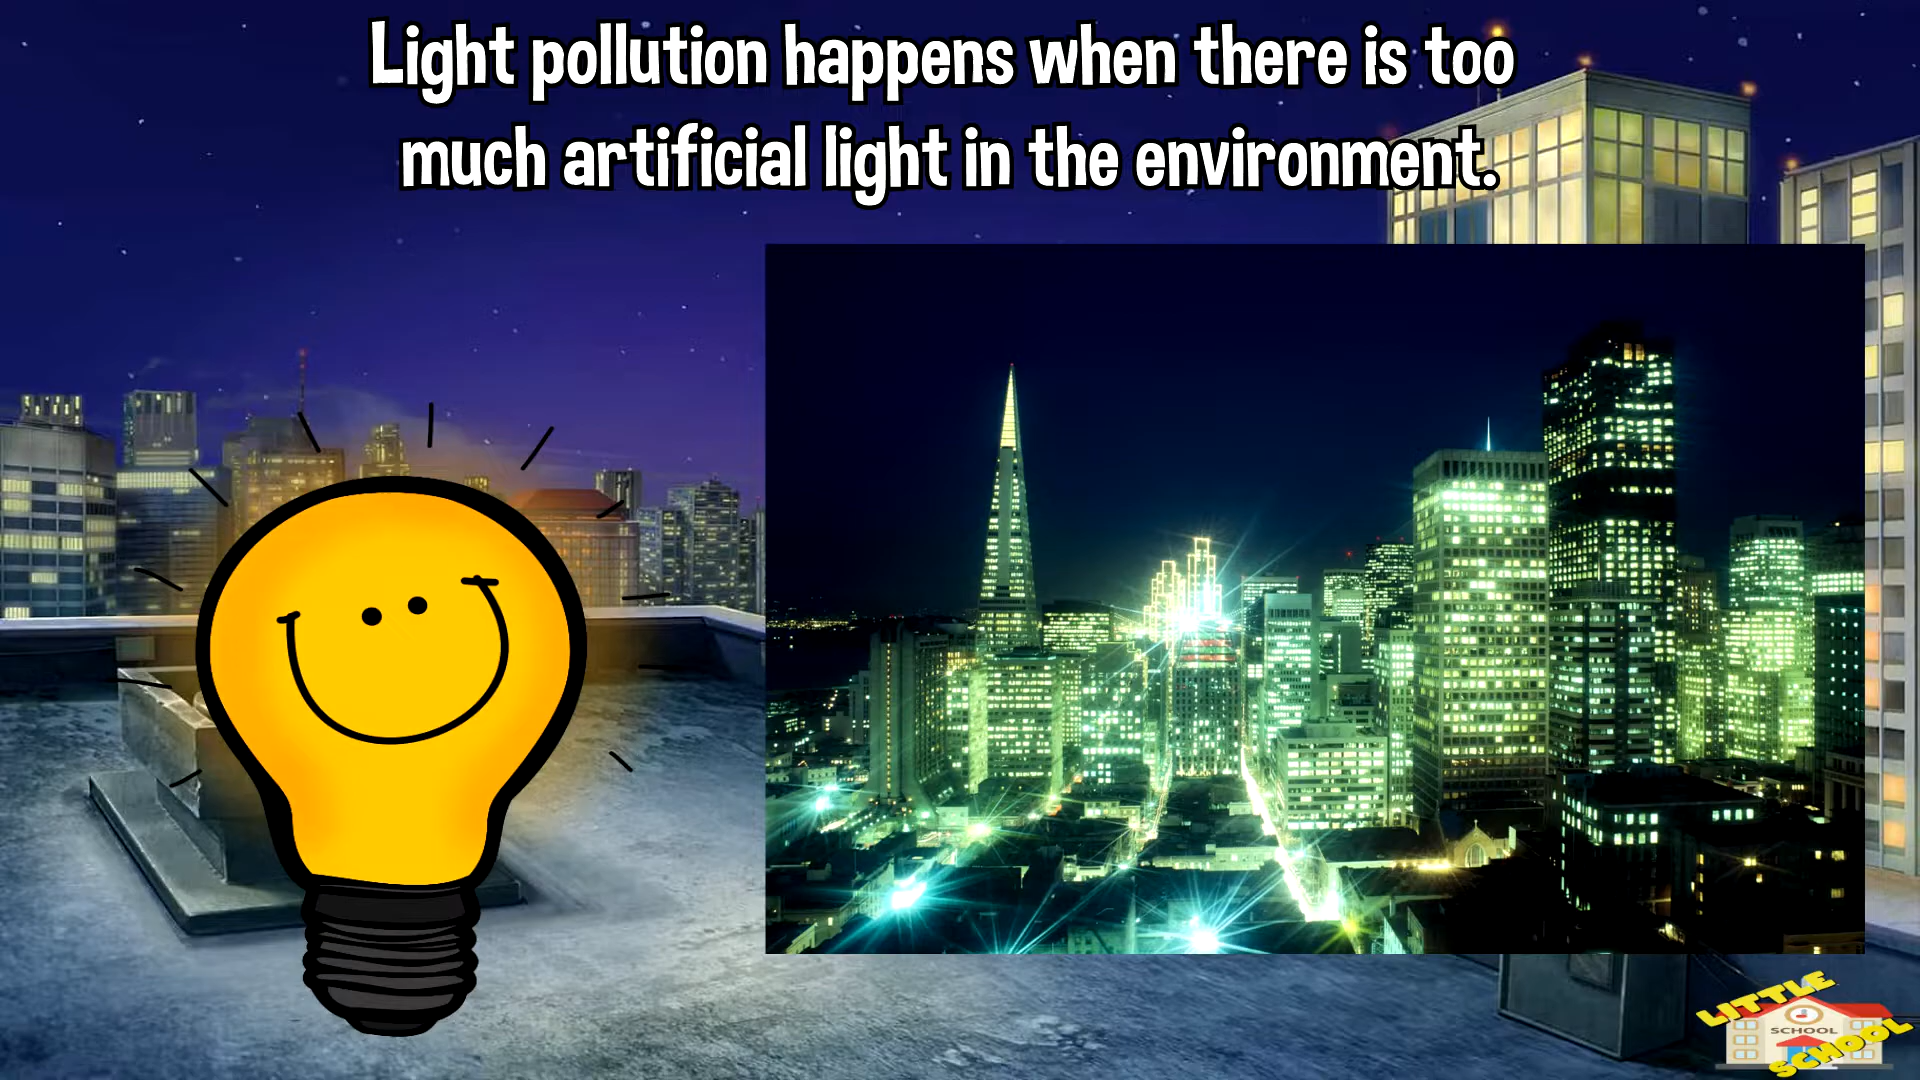 Light pollution happens when there is too
much artificial light in the environment.
LITTLE
SCHOOL
SCHOOL